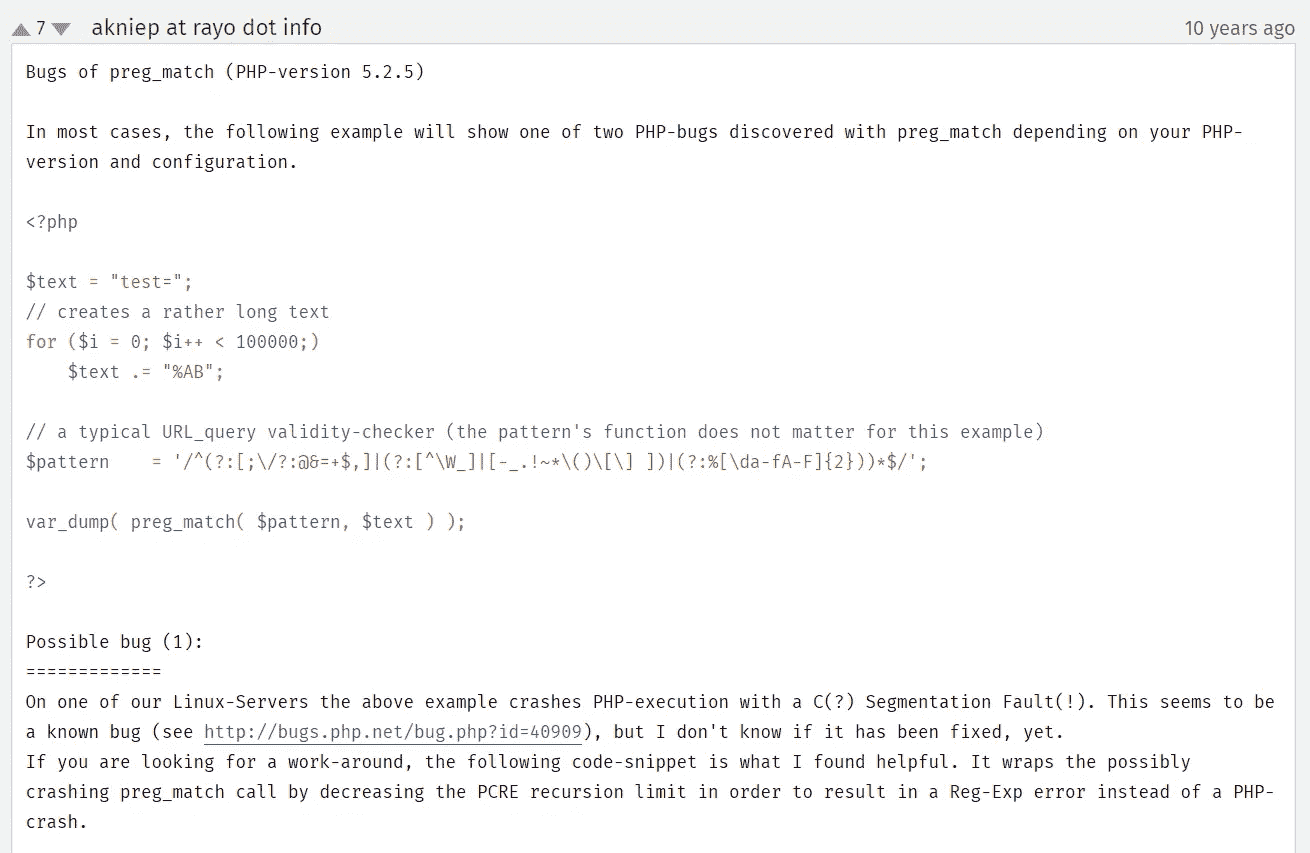 7 akniep at rayo dot info 10 years ago
Bugs of preg_match (PHP-version 5.2.5)
In most cases, the following example will show one of two PHP-bugs discovered with preg_match depending on your PHP-
version and configuration.
<?php
$text = "test=";
// creates a rather long text
for ($i = 0; $i++ < 100000;)
    $text .= "%AB";
// a typical URL_query validity-checker (the pattern's function does not matter for this example)
$pattern    = '/^(?:[;\/?:@&=+$,]|(?:[^\W_]|[-_.!~*\()\[\] ])|(?:%[\da-fA-F]{2}))*$/';
var_dump( preg_match( $pattern, $text ) );
?>
Possible bug (1):
=============
On one of our Linux-Servers the above example crashes PHP-execution with a C(?) Segmentation Fault(!). This seems to be
a known bug (see http://bugs.php.net/bug.php?id=40909), but I don't know if it has been fixed, yet.
If you are looking for a work-around, the following code-snippet is what I found helpful. It wraps the possibly
crashing preg_match call by decreasing the PCRE recursion limit in order to result in a Reg-Exp error instead of a PHP-
crash.